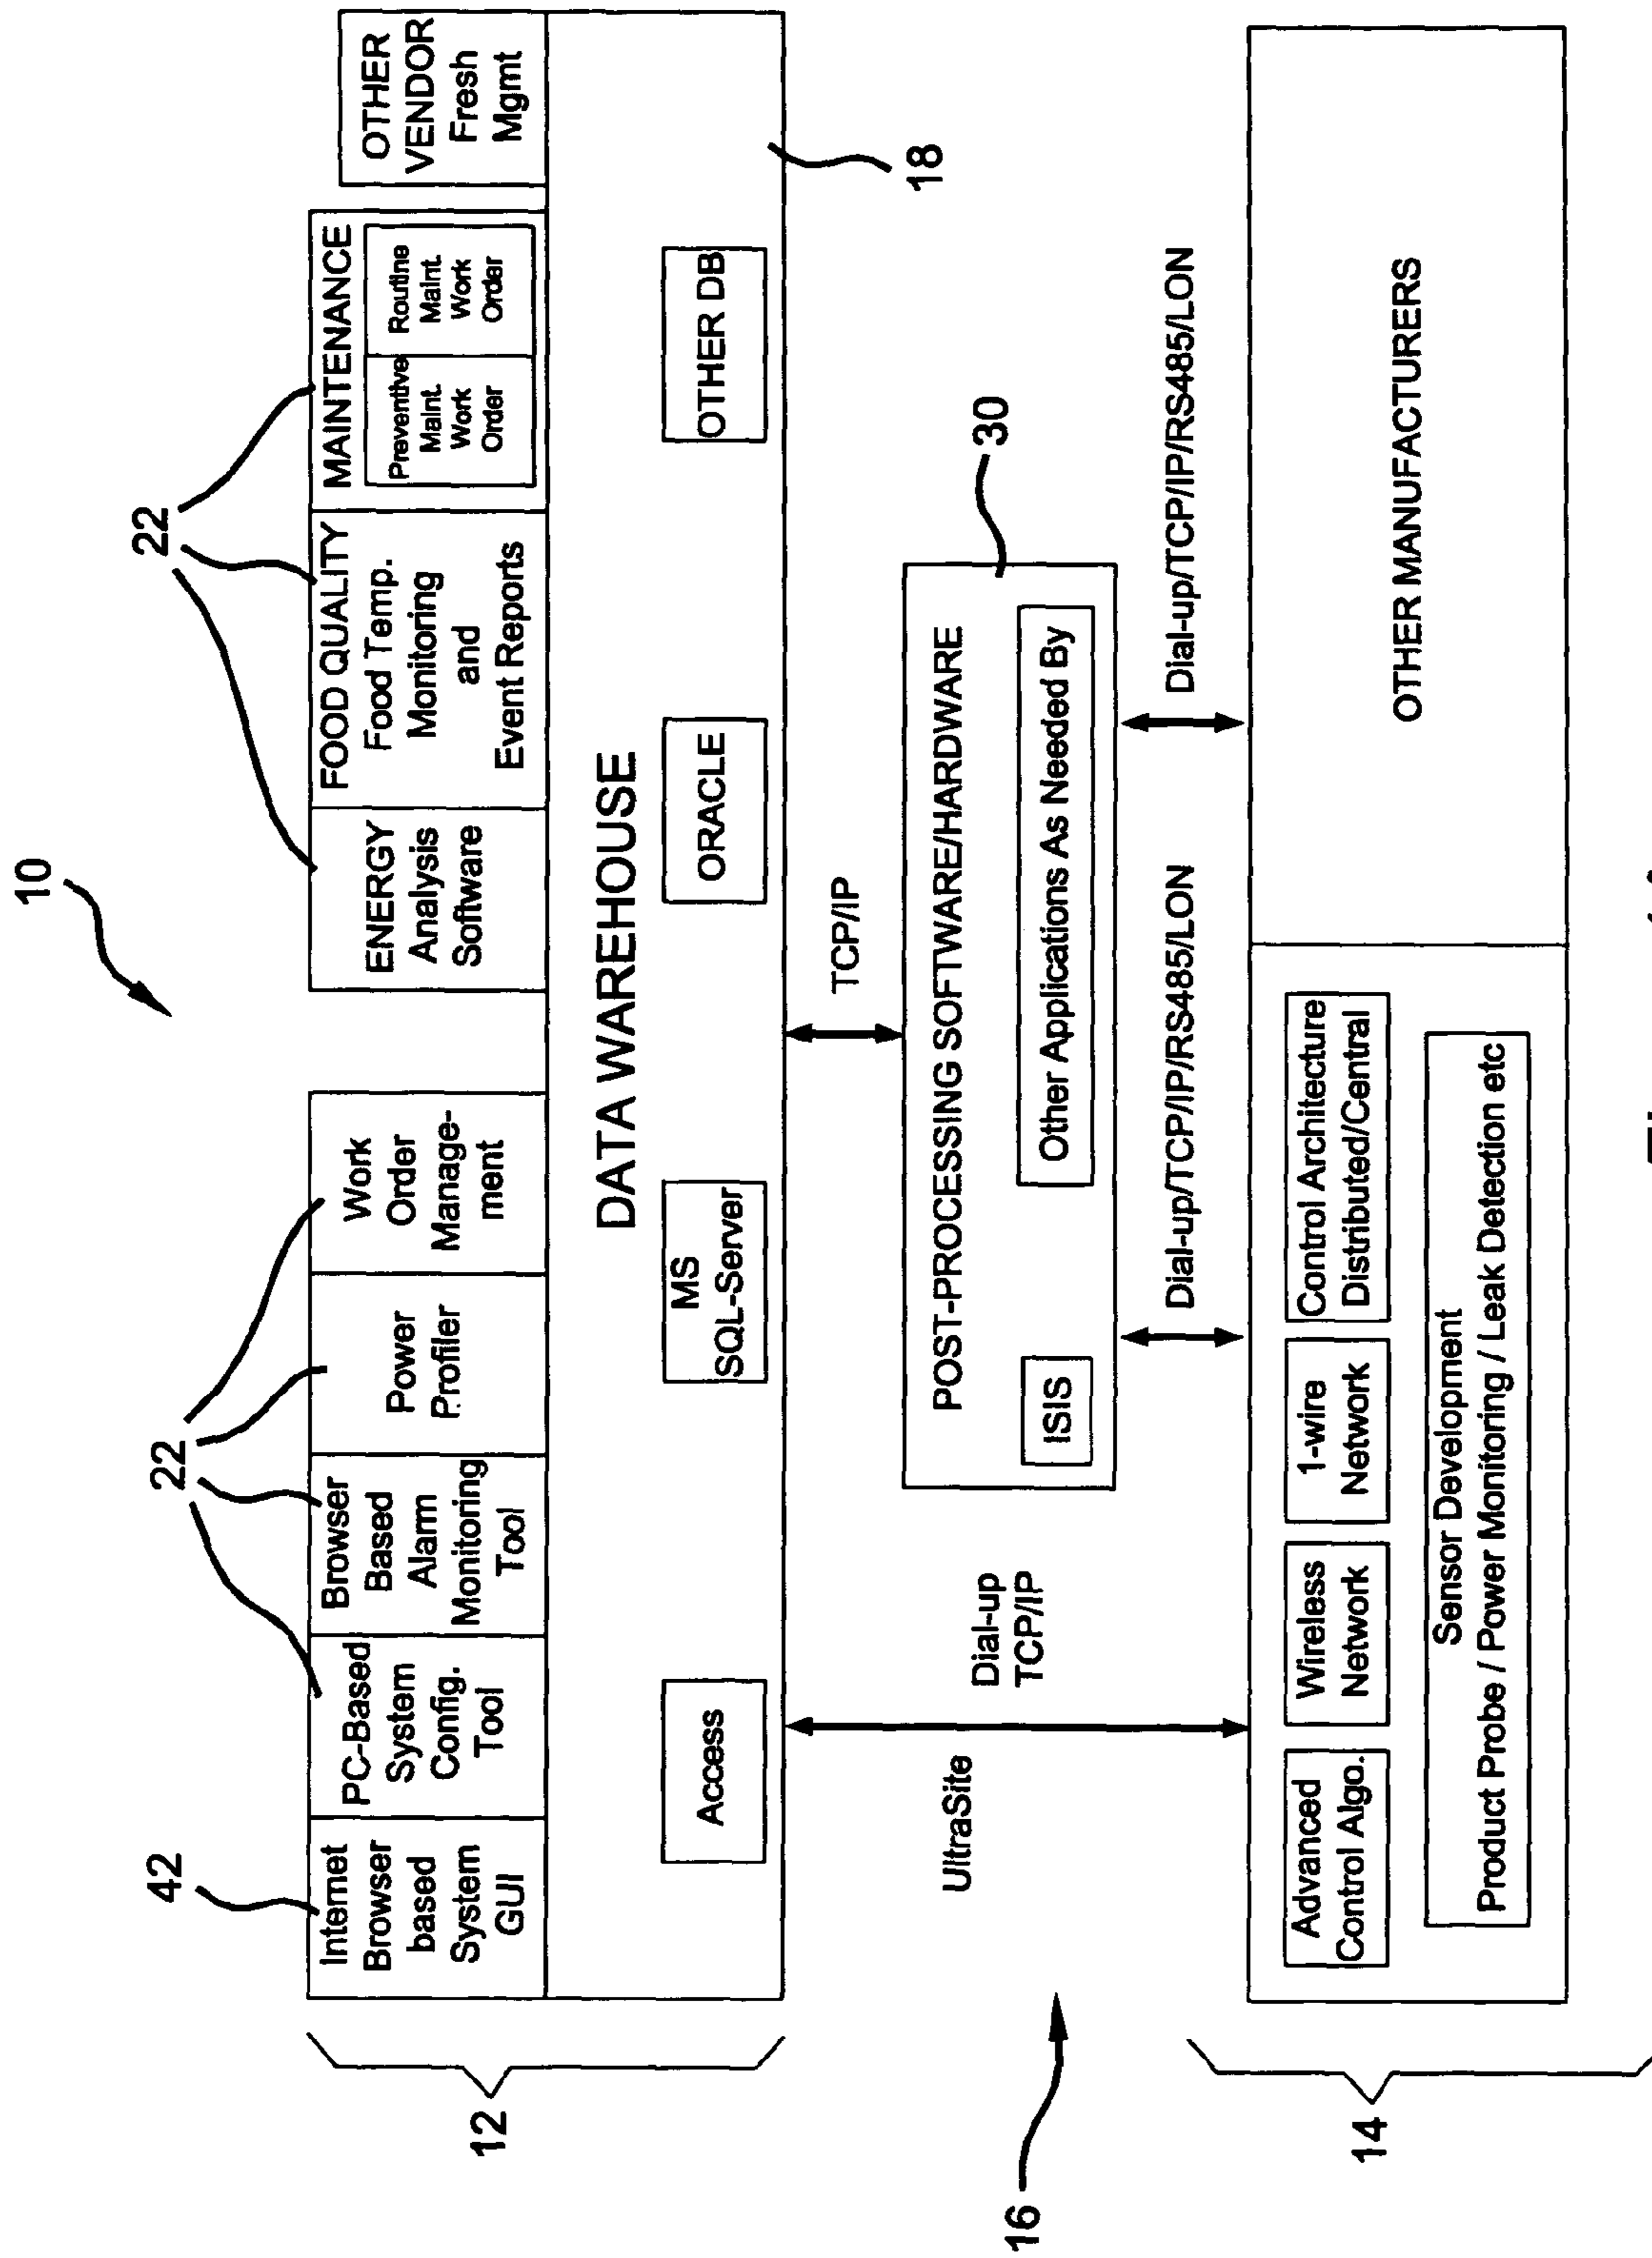 10
22
22
42
Internet
Browser
based
System
GUI
PC-Based
System
Config.
Tool
Browser
Based
Alarm
Monitoring
Tool
Power
Profiler
Work
Order
Manage-
ment
ENERGY
Analysis
Software
FOOD QUALITY
Food Temp.
Monitoring
and
Event Reports
MAINTENANCE
Preventive
Maint.
Work
Order
Routine
Maint.
Work
Order
OTHER
VENDOR
Fresh
Mgmt
12
DATA WAREHOUSE
Access
MS
SQL-Server
ORACLE
OTHER DB
18
TCP/IP
16
UltraSite
Dial-up
TCP/IP
30
POST-PROCESSING SOFTWARE/HARDWARE
ISIS
Other Applications As Needed By
Dial-up/TCP/IP/RS485/LON
Dial-up/TCP/IP/RS485/LON
14
Advanced
Control Algo.
Wireless
Network
1-wire
Network
Control Architecture
Distributed/Central
Sensor Development
Product Probe / Power Monitoring / Leak Detection etc
OTHER MANUFACTURERS